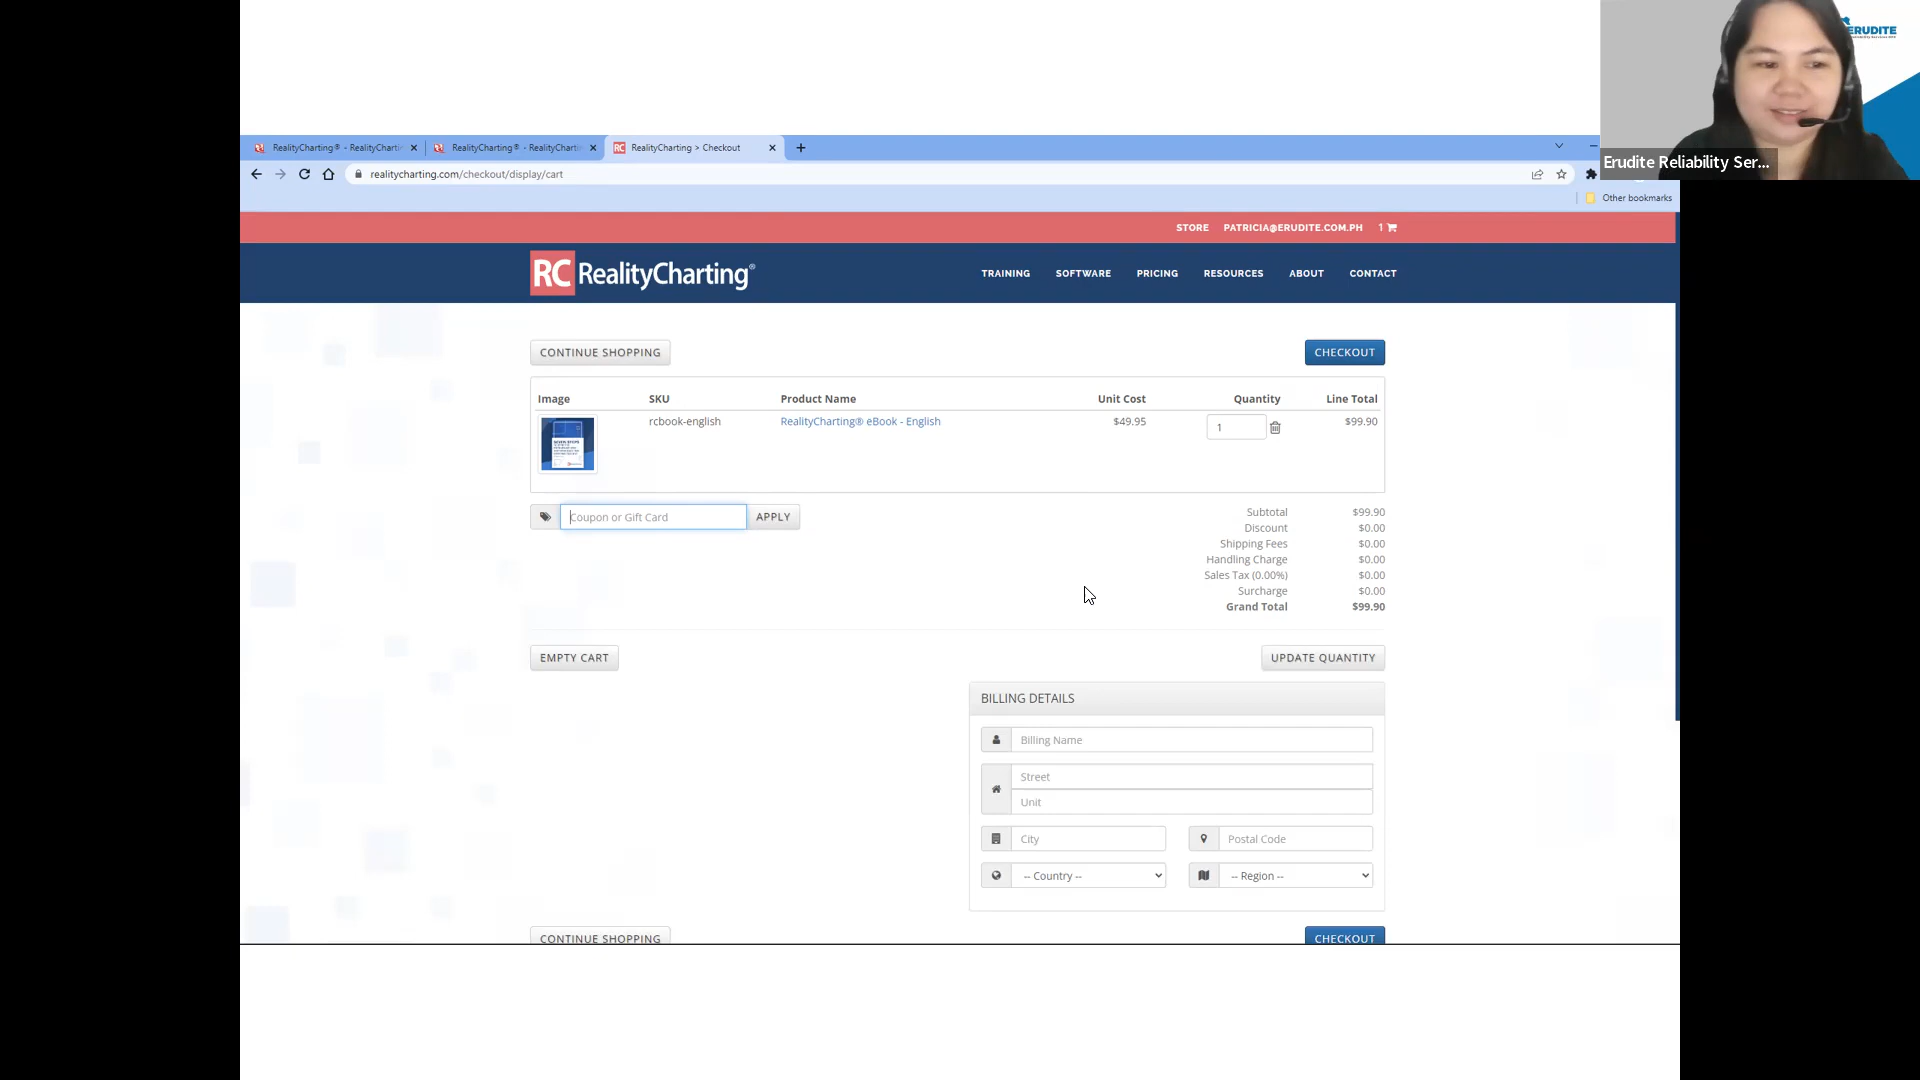 ERUDITE
Erudite Reliability Ser...
RealityCharting® - RealityChartin
RealityCharting® - RealityChartin
RealityCharting > Checkout
realitycharting.com/checkout/display/cart
Other bookmarks
STORE PATRICIA@ERUDITE.COM.PH 1
RC RealityCharting®
TRAINING SOFTWARE PRICING RESOURCES ABOUT CONTACT
CONTINUE SHOPPING CHECKOUT
Image SKU Product Name Unit Cost Quantity Line Total
rcbook-english RealityCharting® eBook - English $49.95 1 $99.90
Coupon or Gift Card APPLY
Subtotal $99.90
Discount $0.00
Shipping Fees $0.00
Handling Charge $0.00
Sales Tax (0.00%) $0.00
Surcharge $0.00
Grand Total $99.90
EMPTY CART UPDATE QUANTITY
BILLING DETAILS
Billing Name
Street
Unit
City Postal Code
-- Country -- -- Region --
CONTINUE SHOPPING CHECKOUT